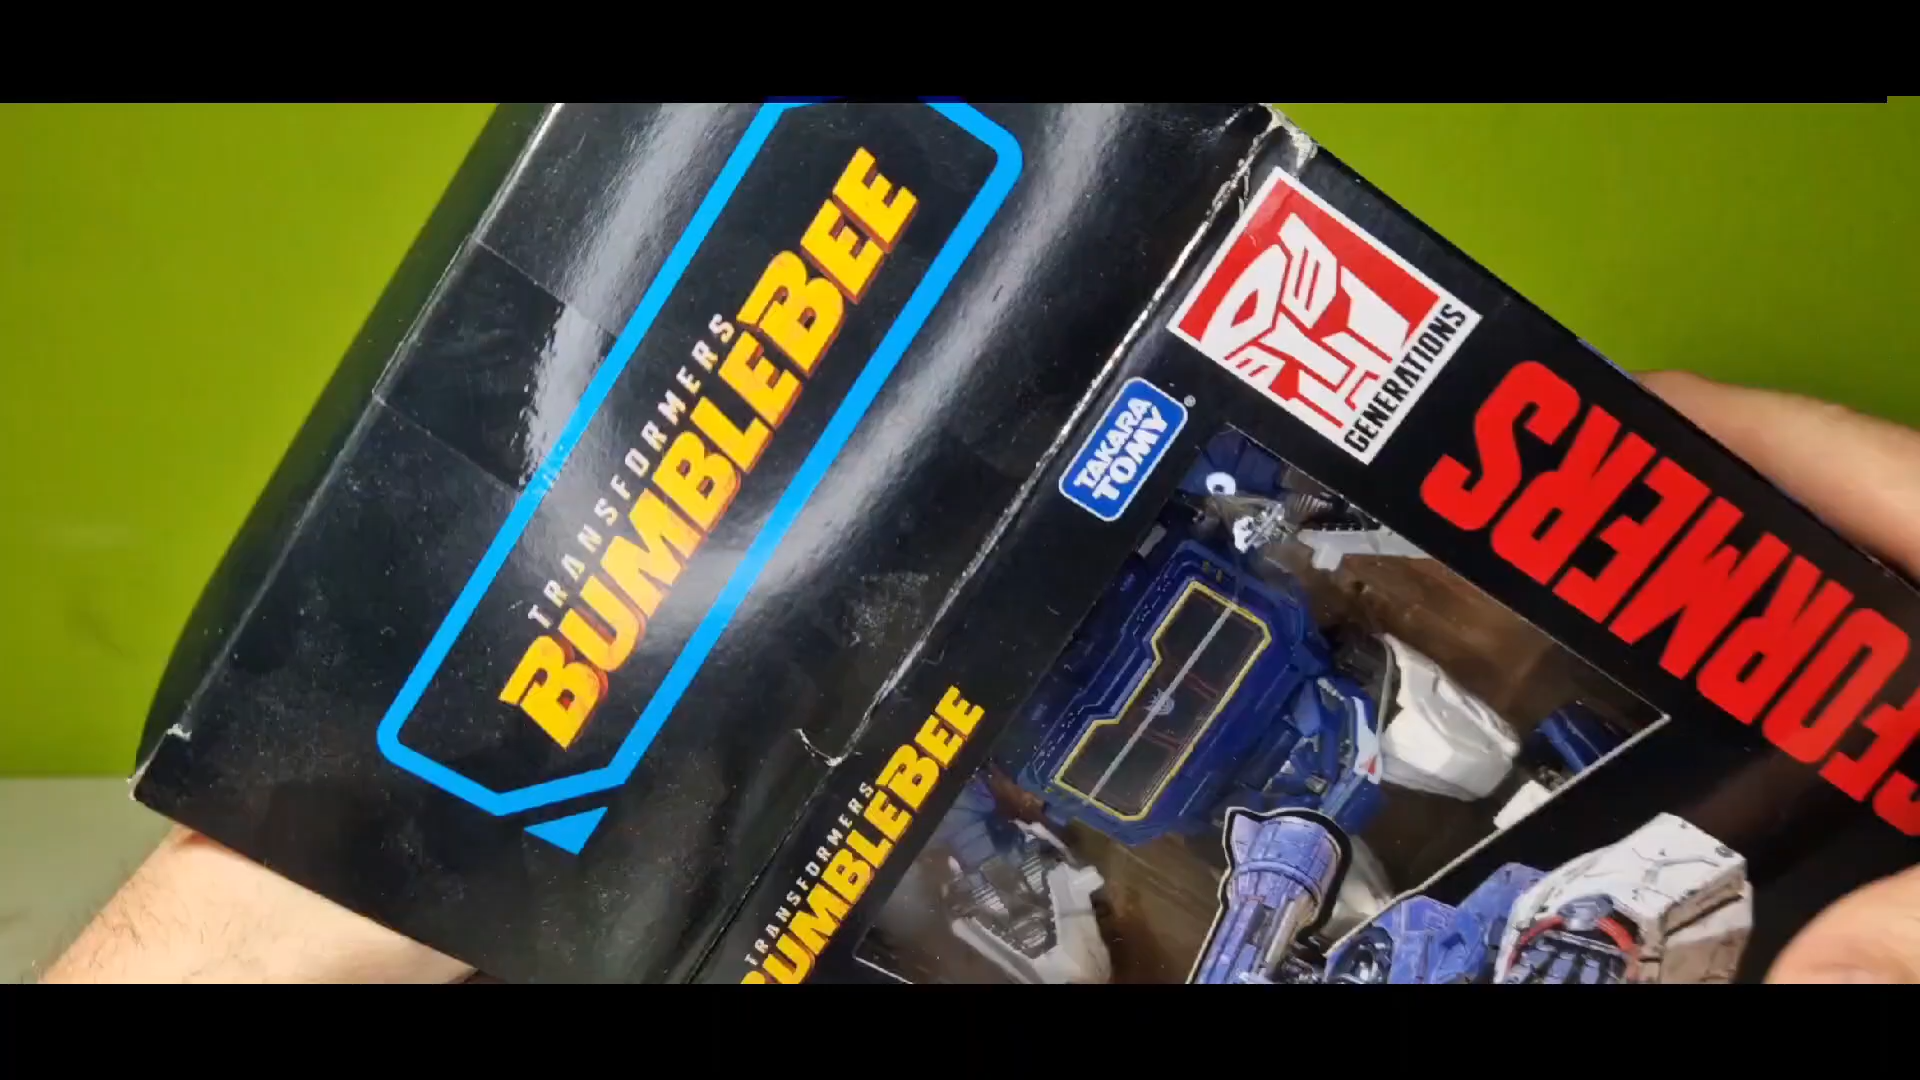 TRANSFORMERS
BUMBLEBEE
GENERATIONS
TAKARA
TOMY
FORMERS
TRANSFORMERS
BUMBLEBEE